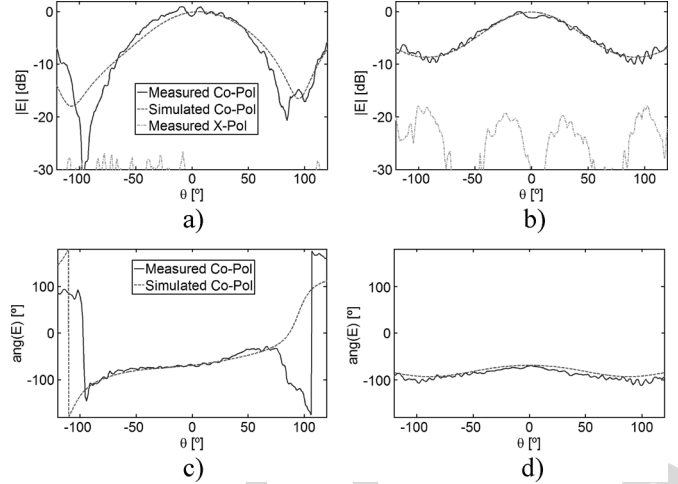 0
-10
-20
-30
|E| [dB]
Measured Co-Pol
Simulated Co-Pol
Measured X-Pol
-100 -50 0 50 100
θ [º]
a)
0
-10
-20
-30
|E| [dB]
-100 -50 0 50 100
θ [º]
b)
100
0
-100
ang(E) [º]
Measured Co-Pol
Simulated Co-Pol
-100 -50 0 50 100
θ [º]
c)
100
0
-100
ang(E) [º]
-100 -50 0 50 100
θ [º]
d)